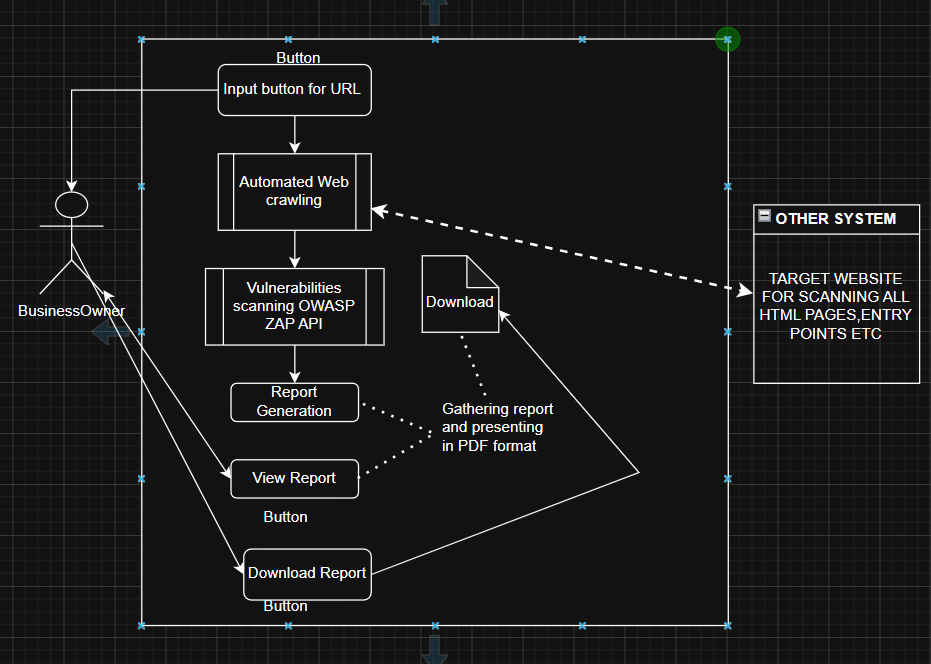 Button
Input button for URL
Automated Web
crawling
OTHER SYSTEM
TARGET WEBSITE
FOR SCANNING ALL
HTML PAGES,ENTRY
POINTS ETC
Vulnerabilities
scanning OWASP
ZAP API
Download
BusinessOwner
Report
Generation
Gathering report
and presenting
in PDF format
View Report
Button
Download Report
Button